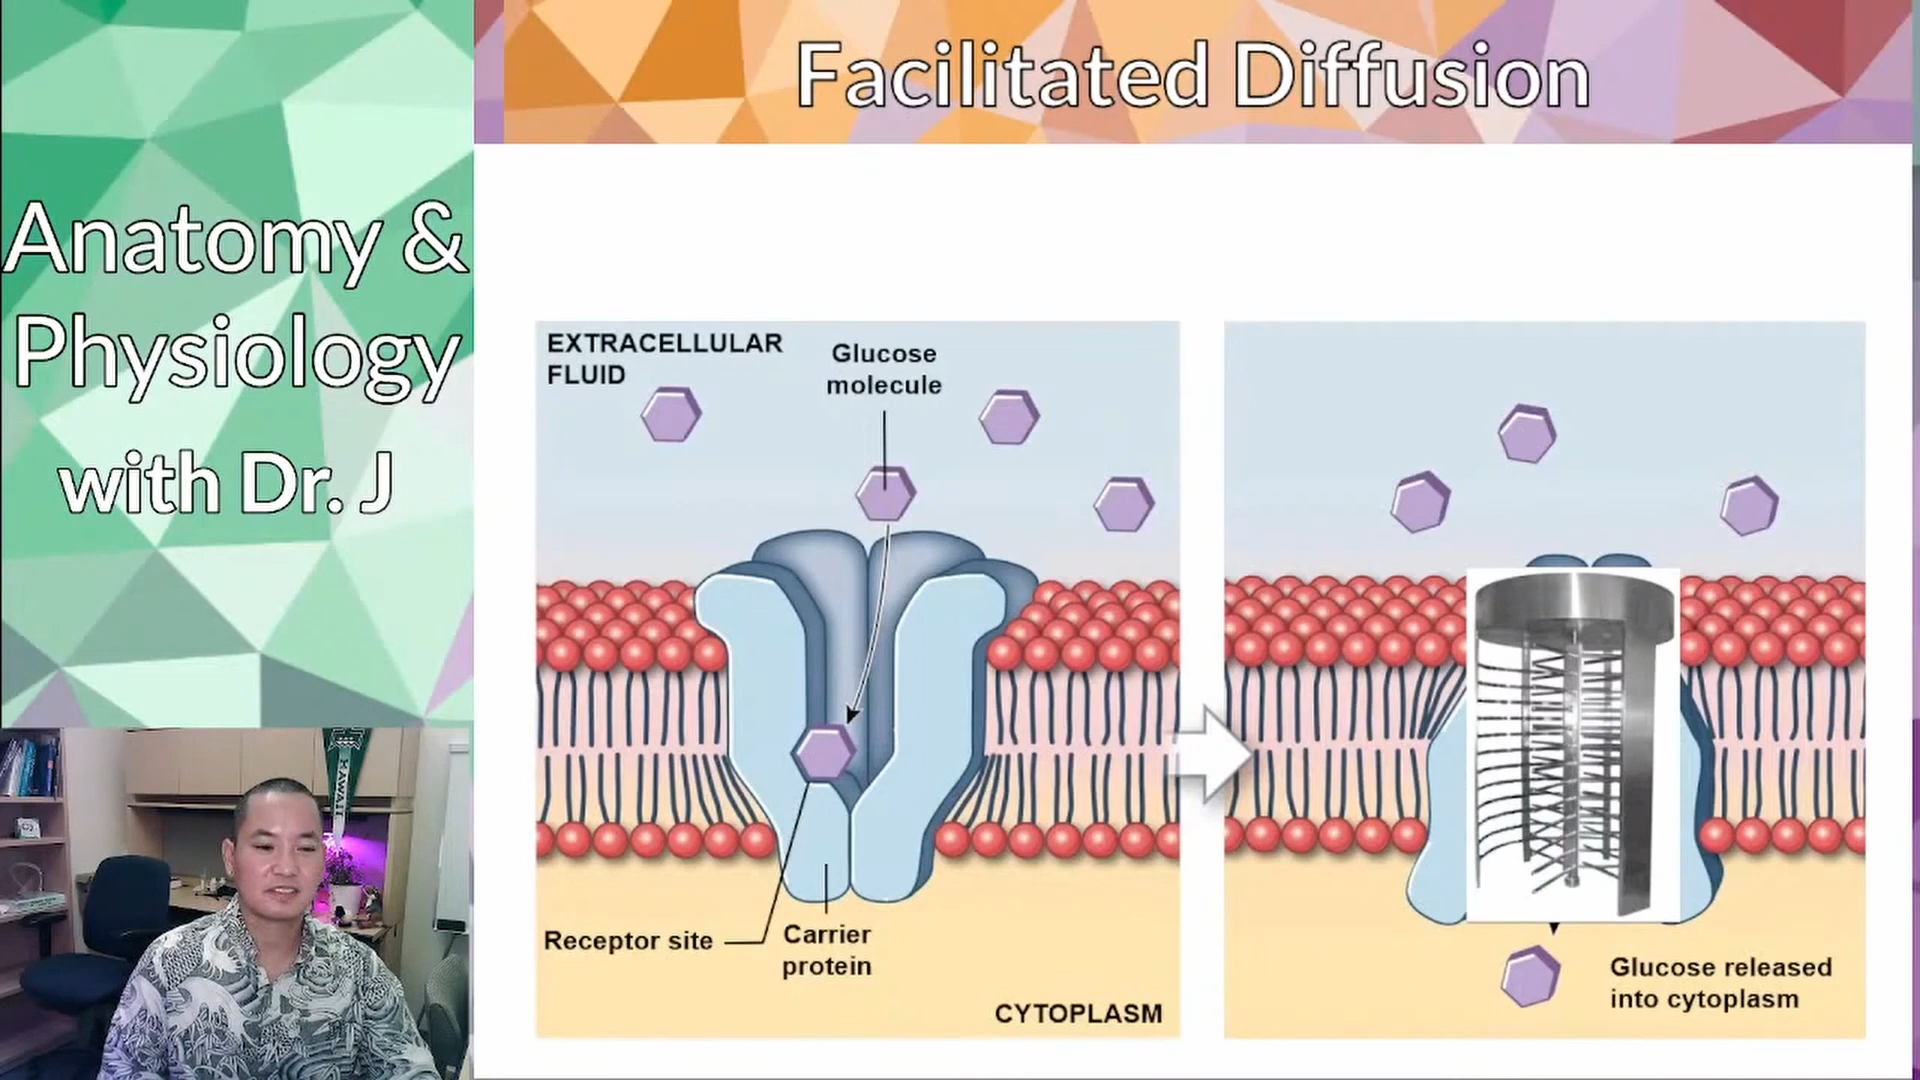 Facilitated Diffusion
Anatomy &
Physiology
with Dr. J
EXTRACELLULAR
FLUID
Glucose
molecule
Receptor site
Carrier
protein
CYTOPLASM
Glucose released
into cytoplasm
HAWAI'I